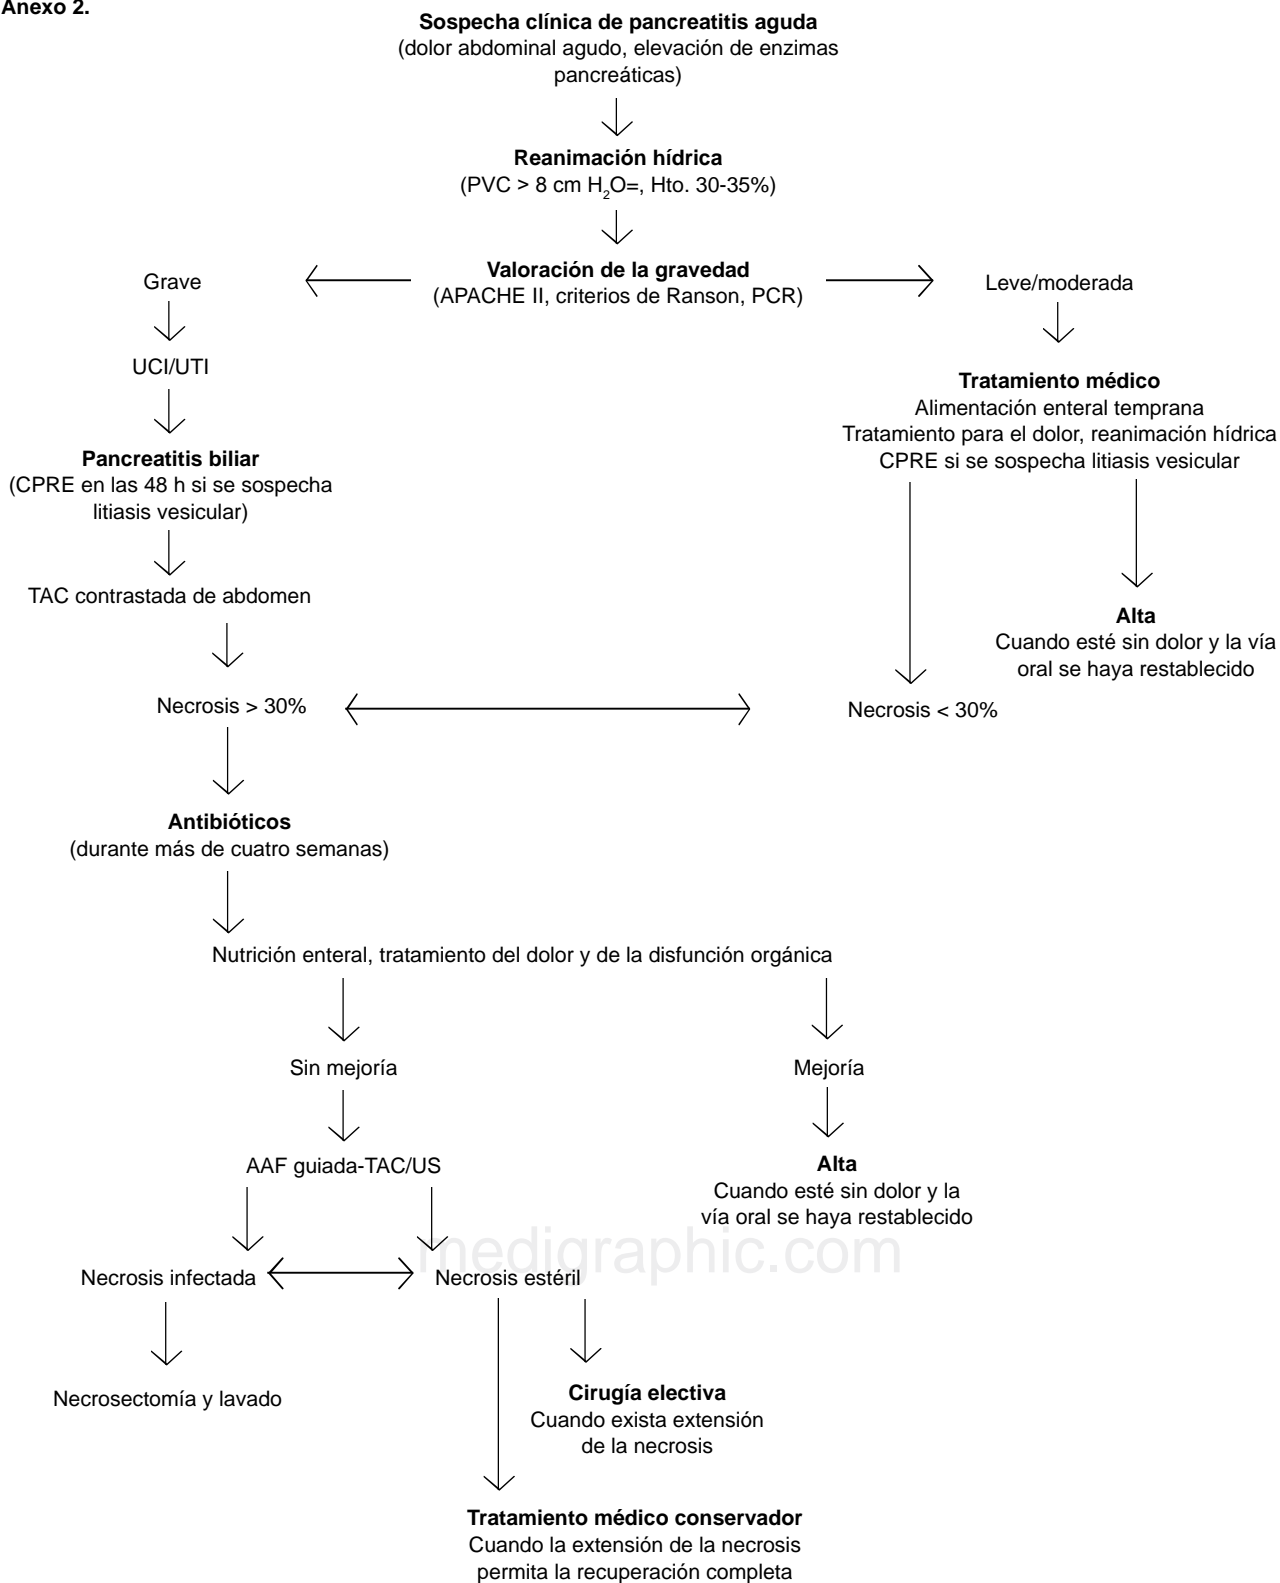 Anexo 2.
Sospecha clínica de pancreatitis aguda
(dolor abdominal agudo, elevación de enzimas
pancreáticas)
Reanimación hídrica
(PVC > 8 cm H₂O=, Hto. 30-35%)
Valoración de la gravedad
(APACHE II, criterios de Ranson, PCR)
Grave
Leve/moderada
UCI/UTI
Tratamiento médico
Alimentación enteral temprana
Tratamiento para el dolor, reanimación hídrica
CPRE si se sospecha litiasis vesicular
Pancreatitis biliar
(CPRE en las 48 h si se sospecha
litiasis vesicular)
TAC contrastada de abdomen
Alta
Cuando esté sin dolor y la vía
oral se haya restablecido
Necrosis > 30%
Necrosis < 30%
Antibióticos
(durante más de cuatro semanas)
Nutrición enteral, tratamiento del dolor y de la disfunción orgánica
Sin mejoría
Mejoría
AAF guiada-TAC/US
Alta
Cuando esté sin dolor y la
vía oral se haya restablecido
medigraphic.com
Necrosis infectada
Necrosis estéril
Necrosectomía y lavado
Cirugía electiva
Cuando exista extensión
de la necrosis
Tratamiento médico conservador
Cuando la extensión de la necrosis
permita la recuperación completa